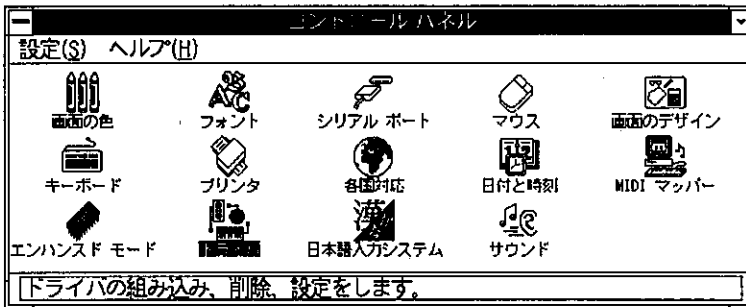 コントロール パネル
設定(S) ヘルプ(H)
画面の色 フォント シリアル ポート マウス 画面のデザイン
キーボード プリンタ 各国対応 日付と時刻 MIDI マッパー
エンハンスド モード 日本語入力システム サウンド
ドライバの組み込み、削除、設定をします。